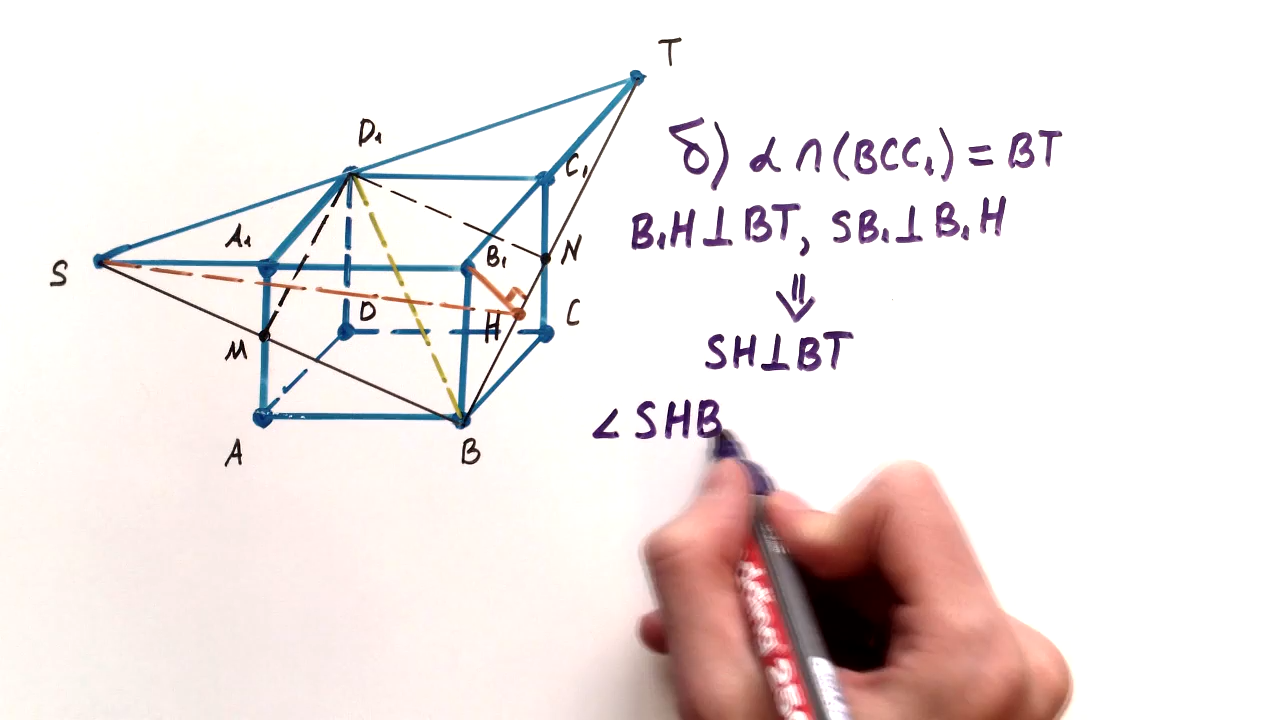 T
D₁
C₁
A₁
B₁
N
S
D
H
C
M
A
B
б) α ∩ (BCC₁) = BT
B₁H ⊥ BT, SB₁ ⊥ B₁H
⇓
SH ⊥ BT
∠ SHB